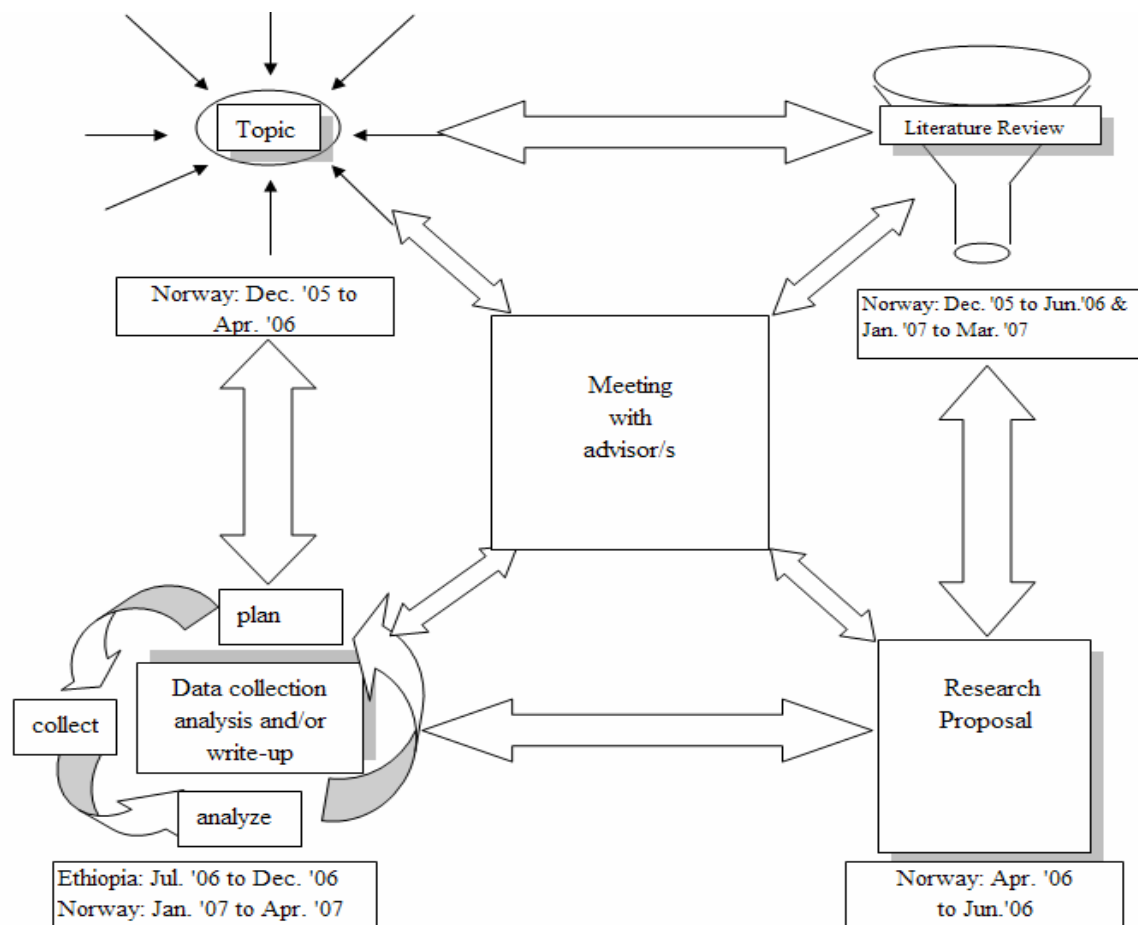 Topic
Literature Review
Norway: Dec. '05 to
Apr. '06
Norway: Dec. '05 to Jun.'06 &
Jan. '07 to Mar. '07
Meeting
with
advisor/s
plan
Data collection
analysis and/or
write-up
collect
analyze
Research
Proposal
Ethiopia: Jul. '06 to Dec. '06
Norway: Jan. '07 to Apr. '07
Norway: Apr. '06
to Jun.'06